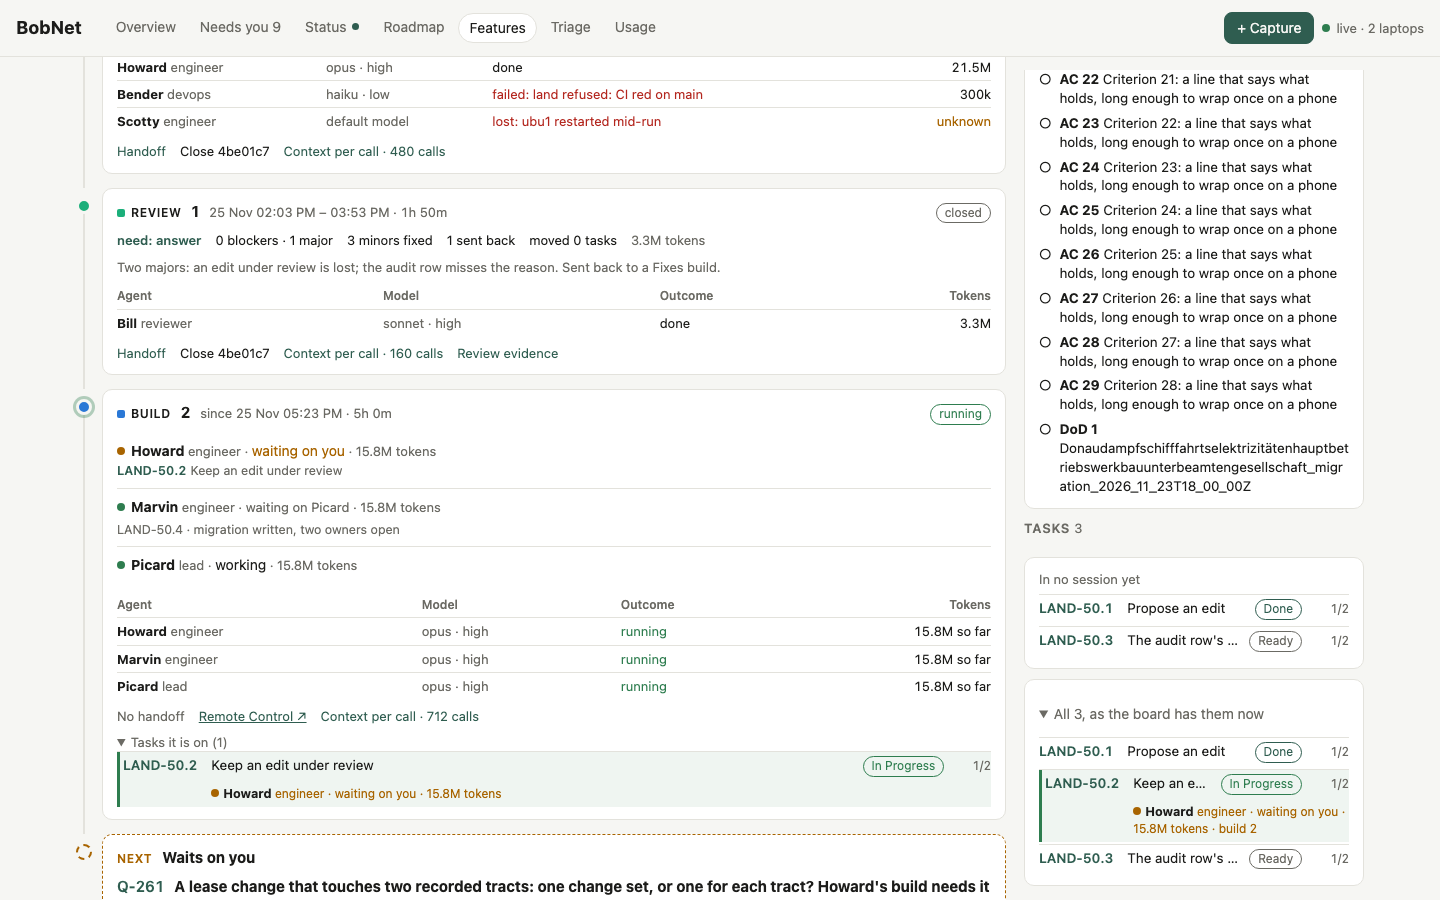 BobNet Overview Needs you 9 Status Roadmap Features Triage Usage + Capture live · 2 laptops
Howard engineer opus · high done 21.5M
Bender devops haiku · low failed: land refused: CI red on main 300k
Scotty engineer default model lost: ubu1 restarted mid-run unknown
Handoff Close 4be01c7 Context per call · 480 calls
REVIEW 1 25 Nov 02:03 PM – 03:53 PM · 1h 50m closed
need: answer 0 blockers · 1 major 3 minors fixed 1 sent back moved 0 tasks 3.3M tokens
Two majors: an edit under review is lost; the audit row misses the reason. Sent back to a Fixes build.
Agent Model Outcome Tokens
Bill reviewer sonnet · high done 3.3M
Handoff Close 4be01c7 Context per call · 160 calls Review evidence
BUILD 2 since 25 Nov 05:23 PM · 5h 0m running
Howard engineer · waiting on you · 15.8M tokens
LAND-50.2 Keep an edit under review
Marvin engineer · waiting on Picard · 15.8M tokens
LAND-50.4 · migration written, two owners open
Picard lead · working · 15.8M tokens
Agent Model Outcome Tokens
Howard engineer opus · high running 15.8M so far
Marvin engineer opus · high running 15.8M so far
Picard lead opus · high running 15.8M so far
No handoff Remote Control ↗ Context per call · 712 calls
▼ Tasks it is on (1)
LAND-50.2 Keep an edit under review In Progress 1/2
Howard engineer · waiting on you · 15.8M tokens
NEXT Waits on you
Q-261 A lease change that touches two recorded tracts: one change set, or one for each tract? Howard's build needs it
AC 22 Criterion 21: a line that says what
holds, long enough to wrap once on a phone
AC 23 Criterion 22: a line that says what
holds, long enough to wrap once on a phone
AC 24 Criterion 23: a line that says what
holds, long enough to wrap once on a phone
AC 25 Criterion 24: a line that says what
holds, long enough to wrap once on a phone
AC 26 Criterion 25: a line that says what
holds, long enough to wrap once on a phone
AC 27 Criterion 26: a line that says what
holds, long enough to wrap once on a phone
AC 28 Criterion 27: a line that says what
holds, long enough to wrap once on a phone
AC 29 Criterion 28: a line that says what
holds, long enough to wrap once on a phone
DoD 1
Donaudampfschifffahrtselektrizitätenhauptbet
riebswerkbauunterbeamtengesellschaft_migr
ation_2026_11_23T18_00_00Z
TASKS 3
In no session yet
LAND-50.1 Propose an edit Done 1/2
LAND-50.3 The audit row's ... Ready 1/2
▼ All 3, as the board has them now
LAND-50.1 Propose an edit Done 1/2
LAND-50.2 Keep an e... In Progress 1/2
Howard engineer · waiting on you ·
15.8M tokens · build 2
LAND-50.3 The audit row's ... Ready 1/2